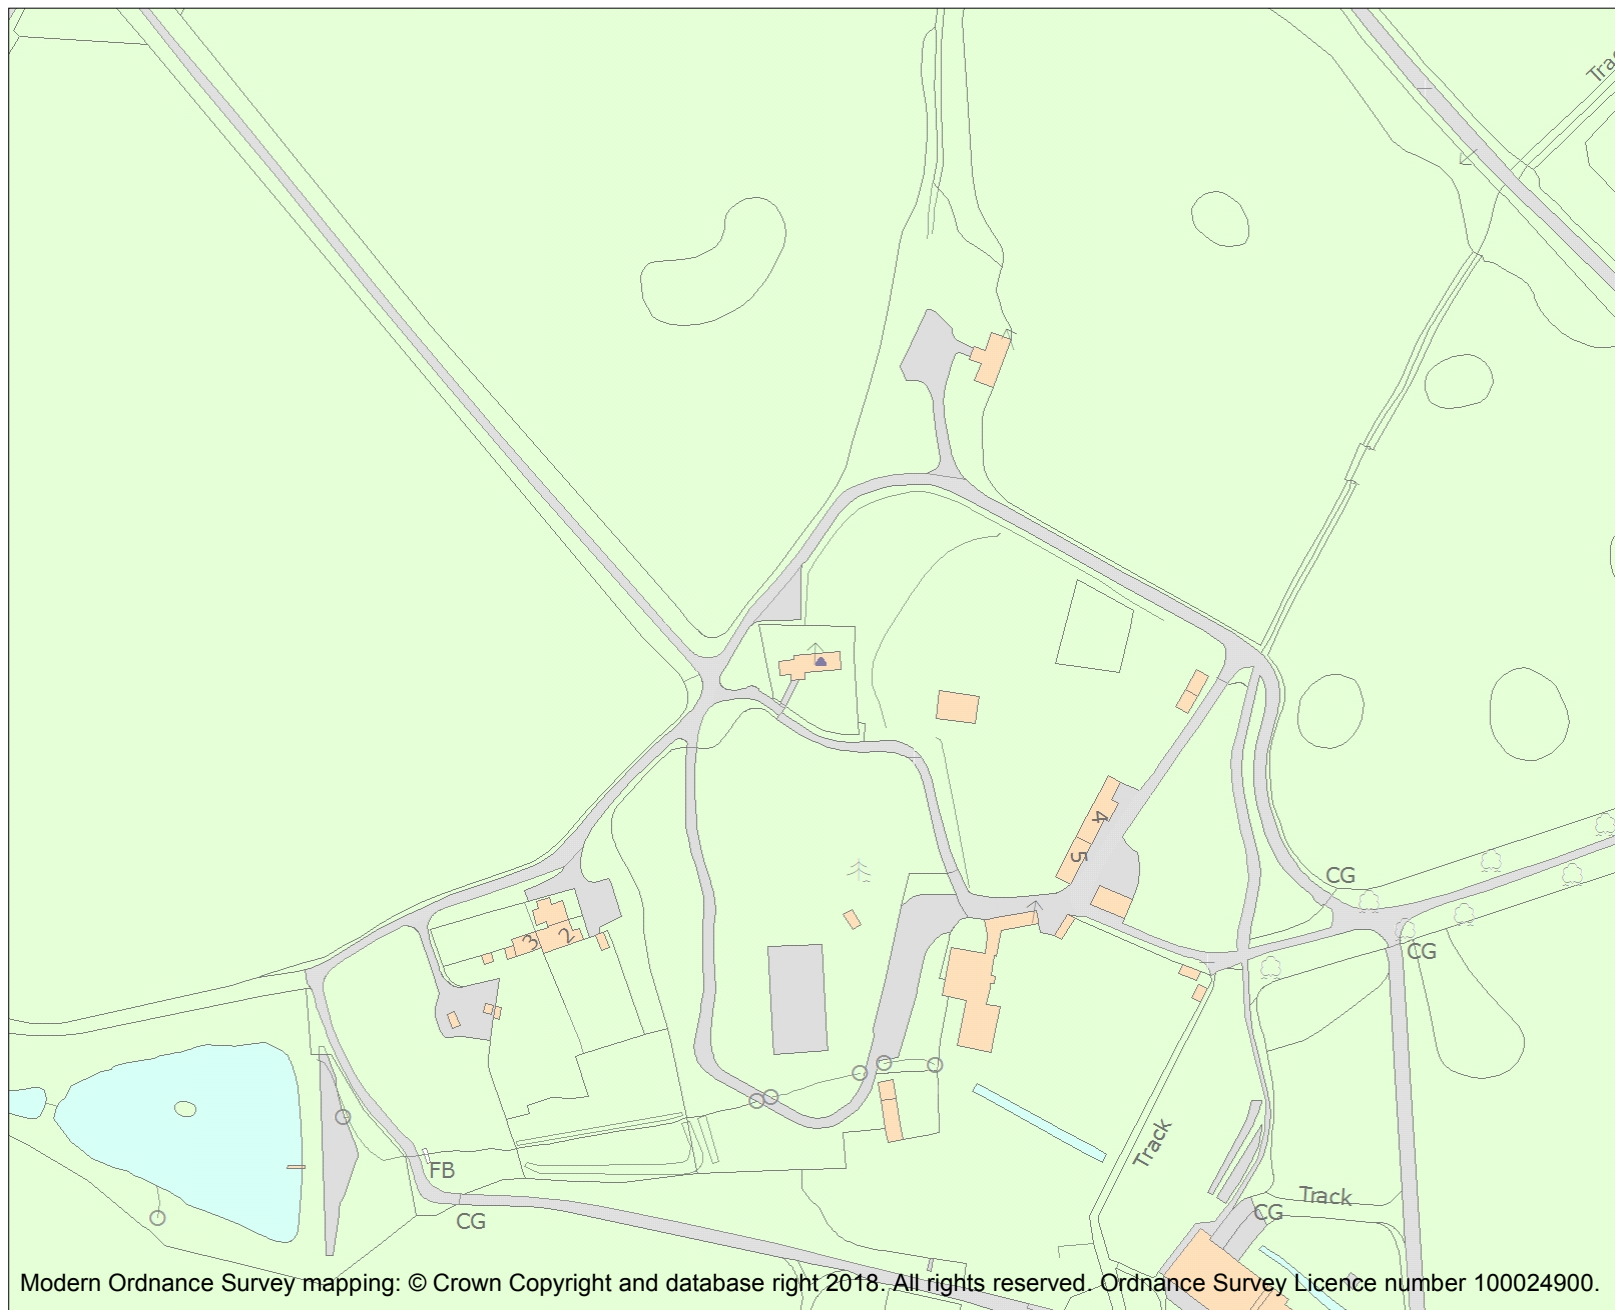 Tra
CG
4
5
CG
3
2
Track
FB
Track
CG
CG
Modern Ordnance Survey mapping: © Crown Copyright and database right 2018. All rights reserved. Ordnance Survey Licence number 100024900.